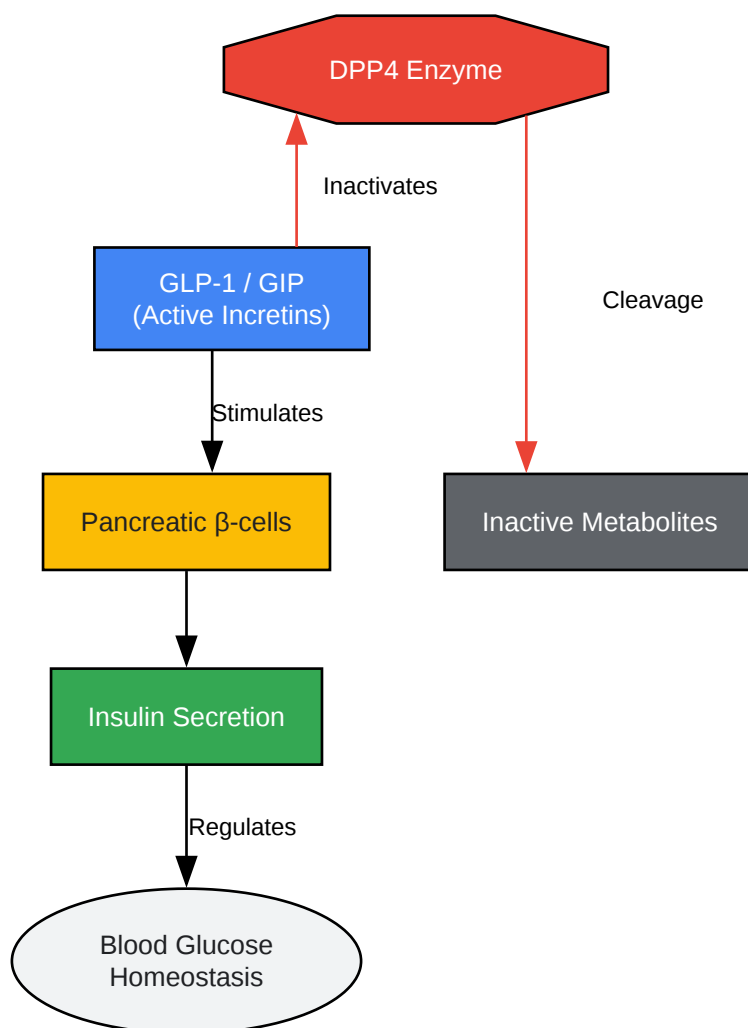 DPP4 Enzyme
Inactivates
GLP-1 / GIP
(Active Incretins)
Cleavage
Stimulates
Pancreatic β-cells
Inactive Metabolites
Insulin Secretion
Regulates
Blood Glucose
Homeostasis